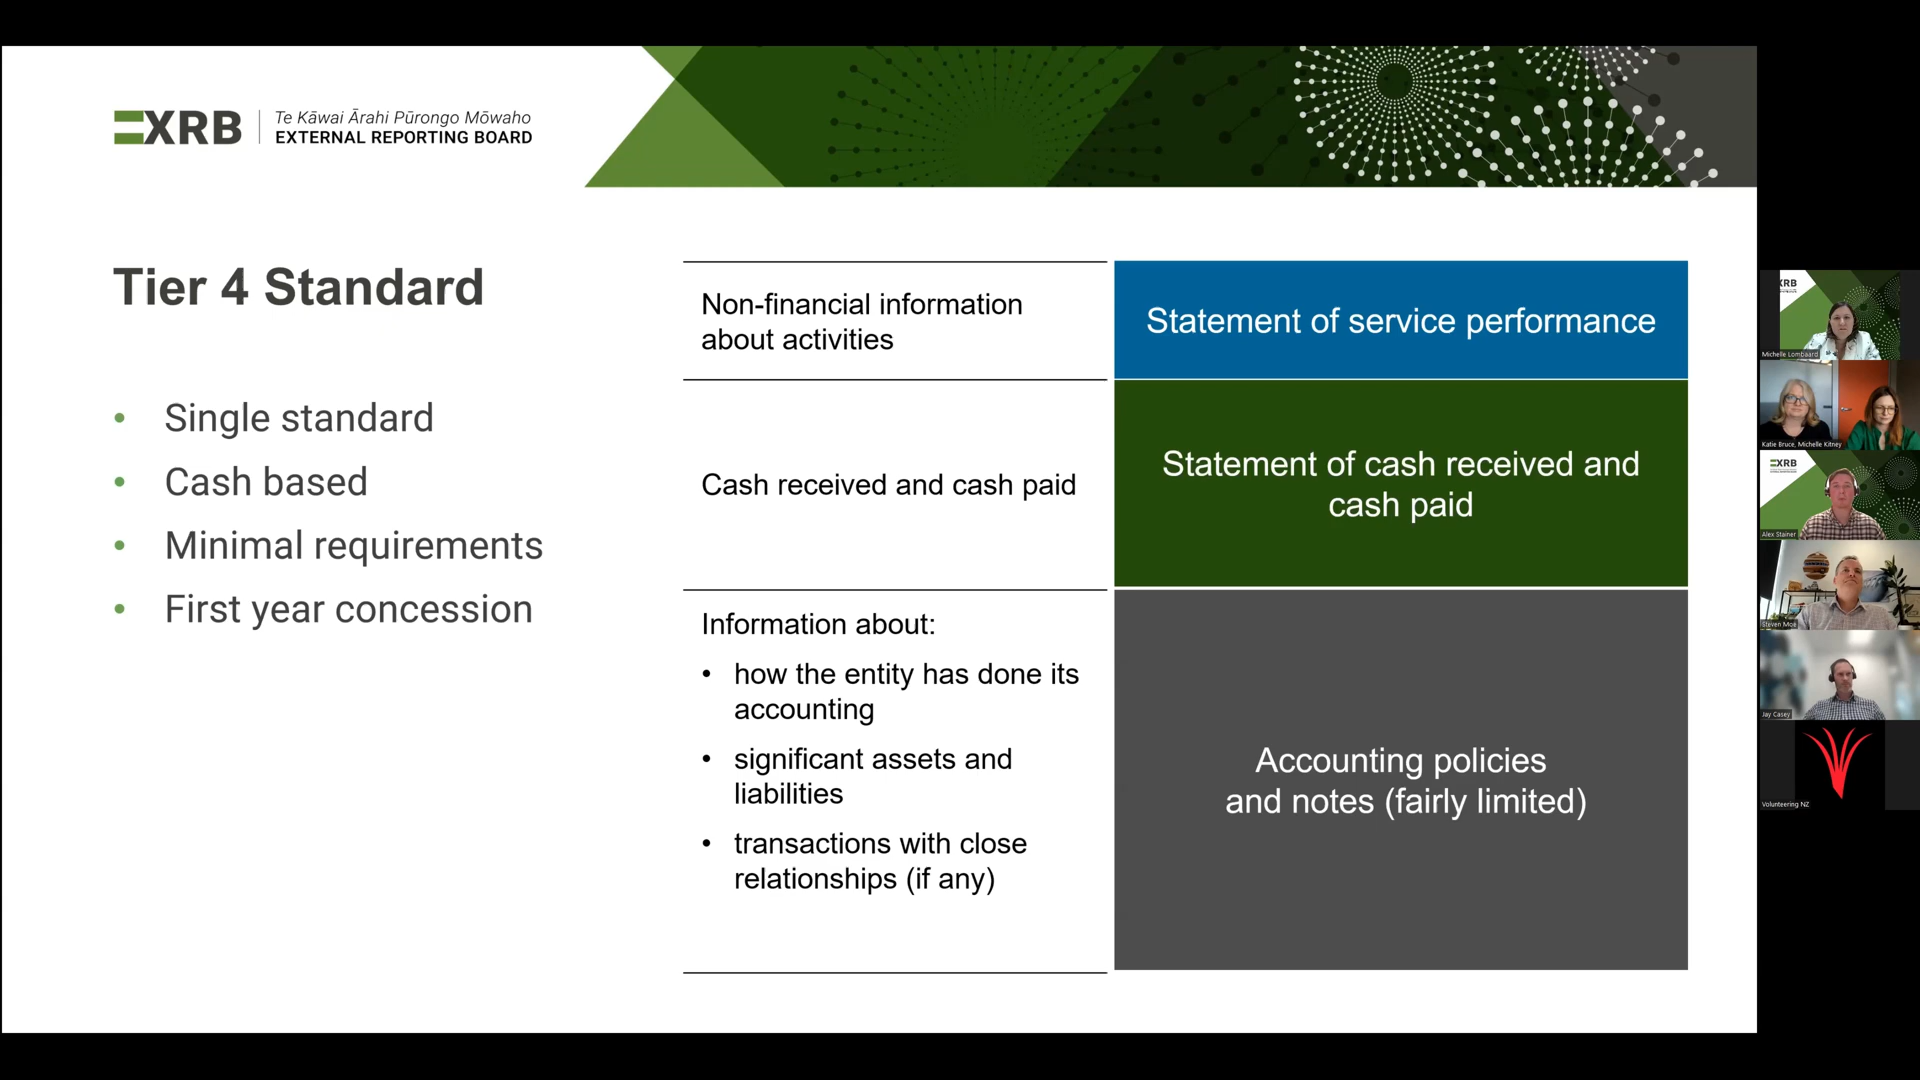 EXRB
Te Kāwai Ārahi Pūrongo Mōwaho
EXTERNAL REPORTING BOARD
Tier 4 Standard
• Single standard
• Cash based
• Minimal requirements
• First year concession
Non-financial information
about activities
Statement of service performance
Cash received and cash paid
Statement of cash received and
cash paid
Information about:
• how the entity has done its
accounting
• significant assets and
liabilities
• transactions with close
relationships (if any)
Accounting policies
and notes (fairly limited)
XRB
Michelle Lombaard
Katie Bruce, Michelle Kitney
EXRB
Alex Stainer
Steven Moe
Jay Casey
Volunteering NZ